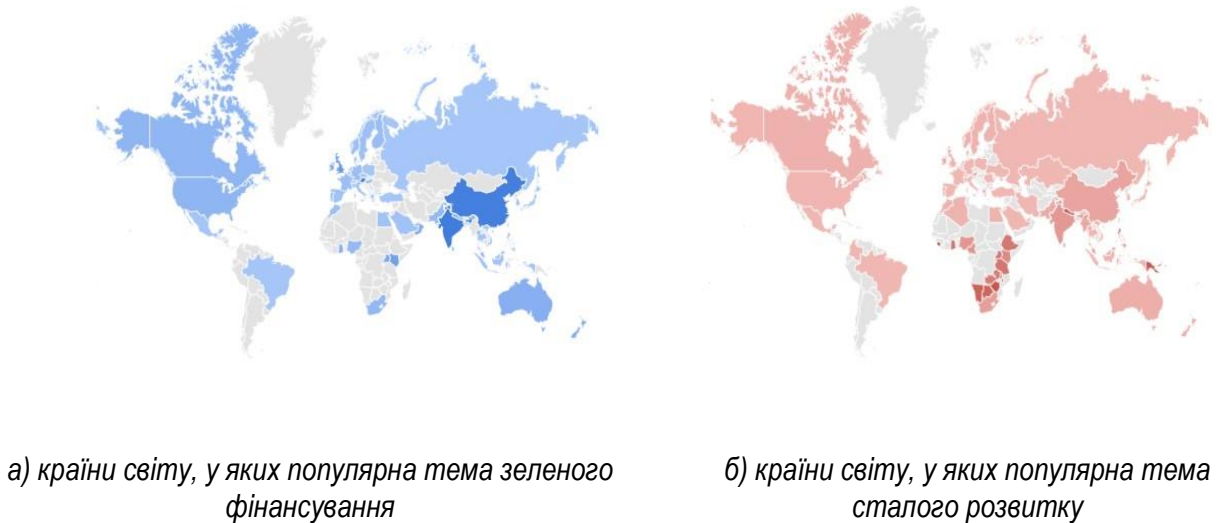 а) країни світу, у яких популярна тема зеленого
фінансування
б) країни світу, у яких популярна тема
сталого розвитку